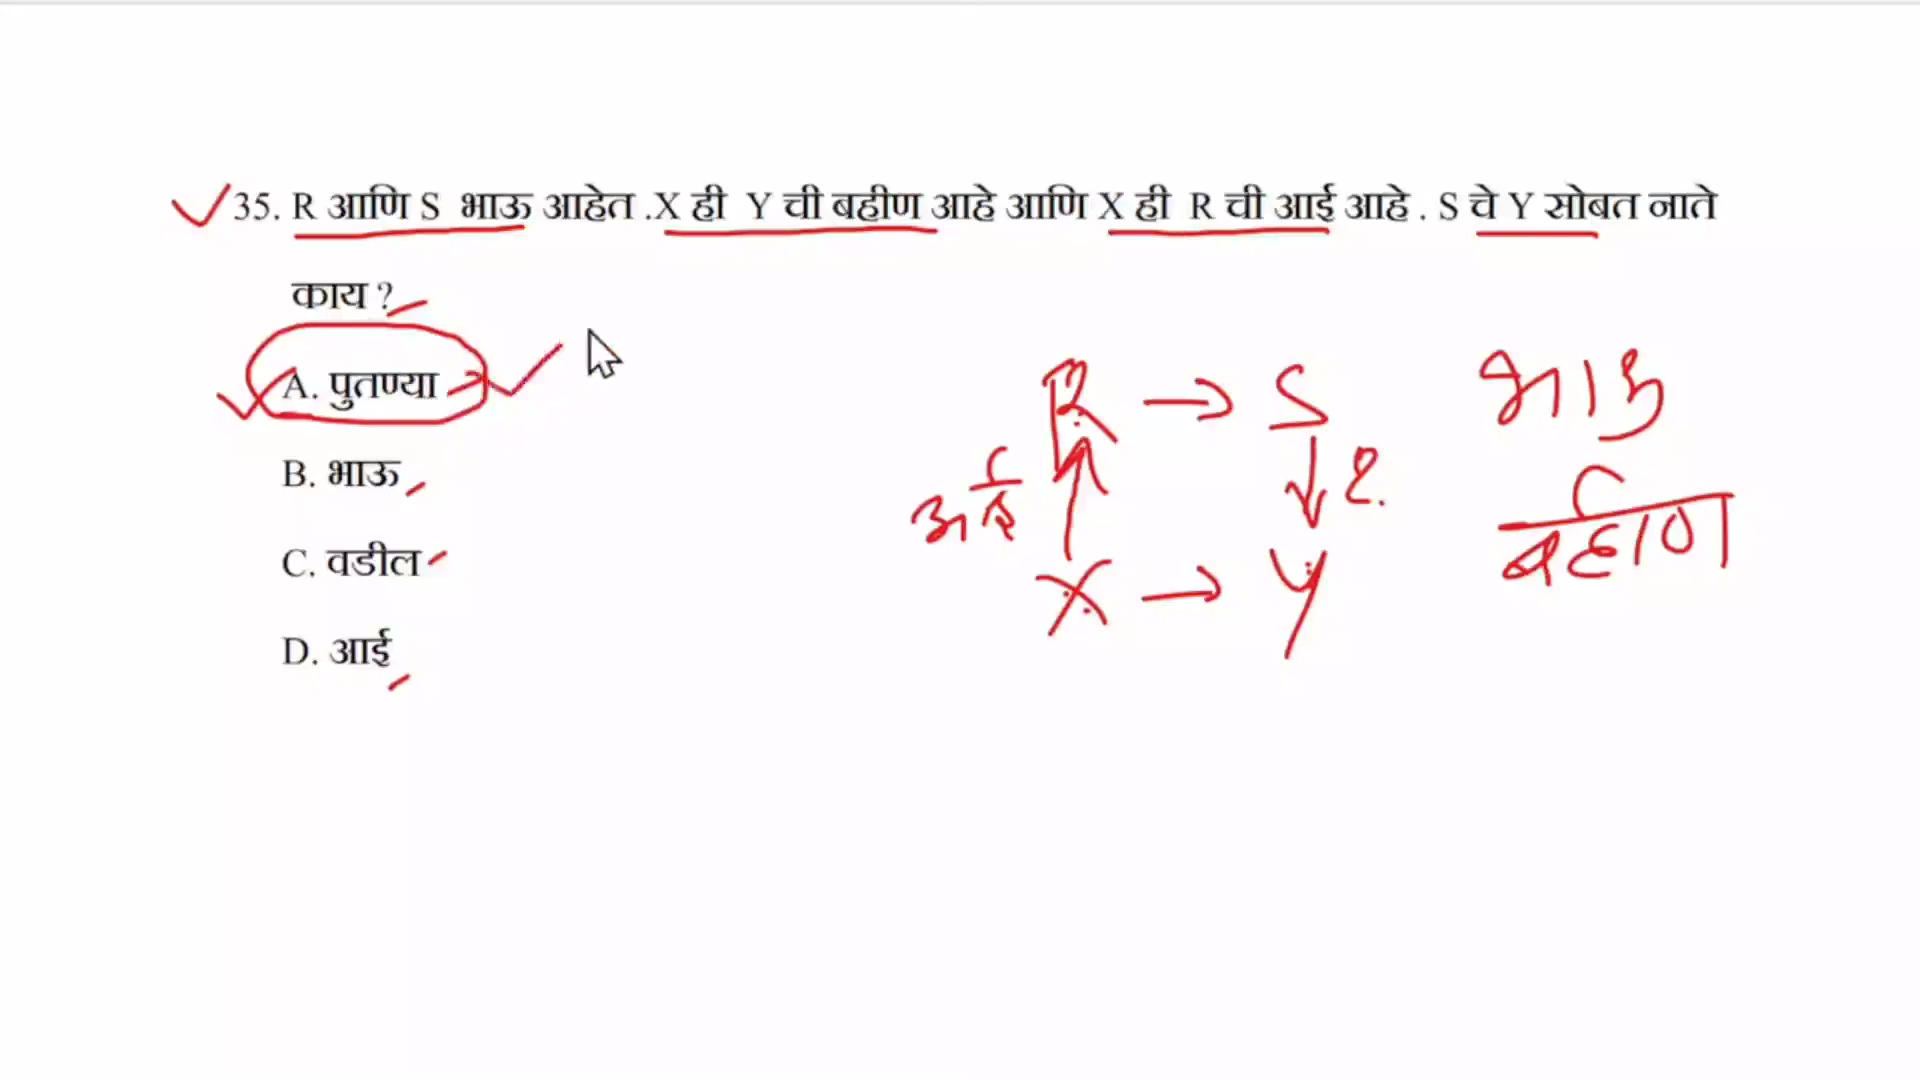 35. R आणि S भाऊ आहेत .X ही Y ची बहीण आहे आणि X ही R ची आई आहे . S चे Y सोबत नाते
काय ?
A. पुतण्या
B. भाऊ
C. वडील
D. आई
R → S भाऊ
आई ?
X → Y बहीण